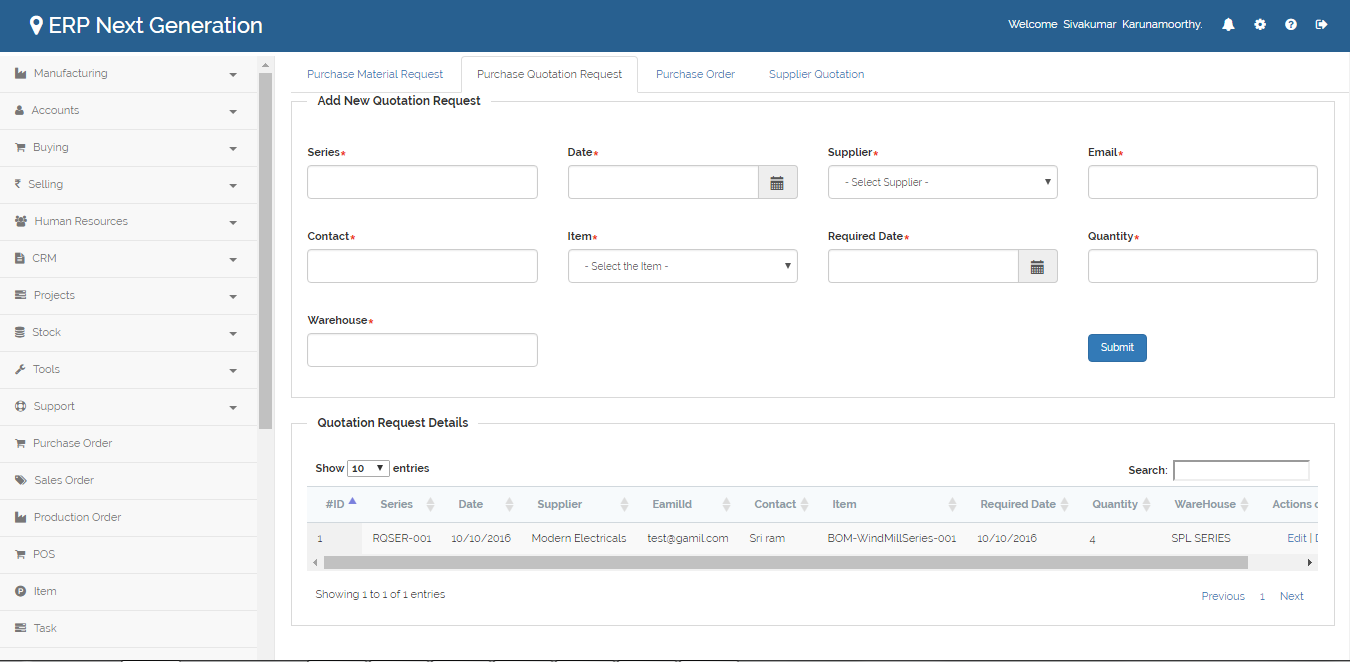 ERP Next Generation
Welcome Sivakumar Karunamoorthy.
Manufacturing
Accounts
Buying
Selling
Human Resources
CRM
Projects
Stock
Tools
Support
Purchase Order
Sales Order
Production Order
POS
Item
Task
Purchase Material Request Purchase Quotation Request Purchase Order Supplier Quotation
Add New Quotation Request
Series* Date* Supplier* Email*
- Select Supplier -
Contact* Item* Required Date* Quantity*
- Select the Item -
Warehouse*
Submit
Quotation Request Details
Show 10 entries Search:
#ID Series Date Supplier EamilId Contact Item Required Date Quantity WareHouse Actions
1 RQSER-001 10/10/2016 Modern Electricals test@gamil.com Sri ram BOM-WindMillSeries-001 10/10/2016 4 SPL SERIES Edit |
Showing 1 to 1 of 1 entries
Previous 1 Next